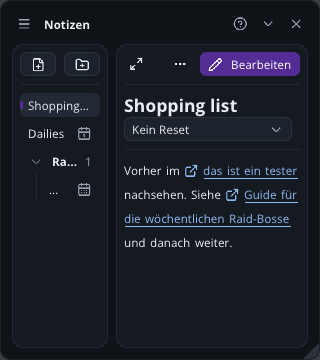 Notizen
Bearbeiten
Shopping...
Dailies
Ra... 1
...
Shopping list
Kein Reset
Vorher im das ist ein tester
nachsehen. Siehe Guide für
die wöchentlichen Raid-Bosse
und danach weiter.